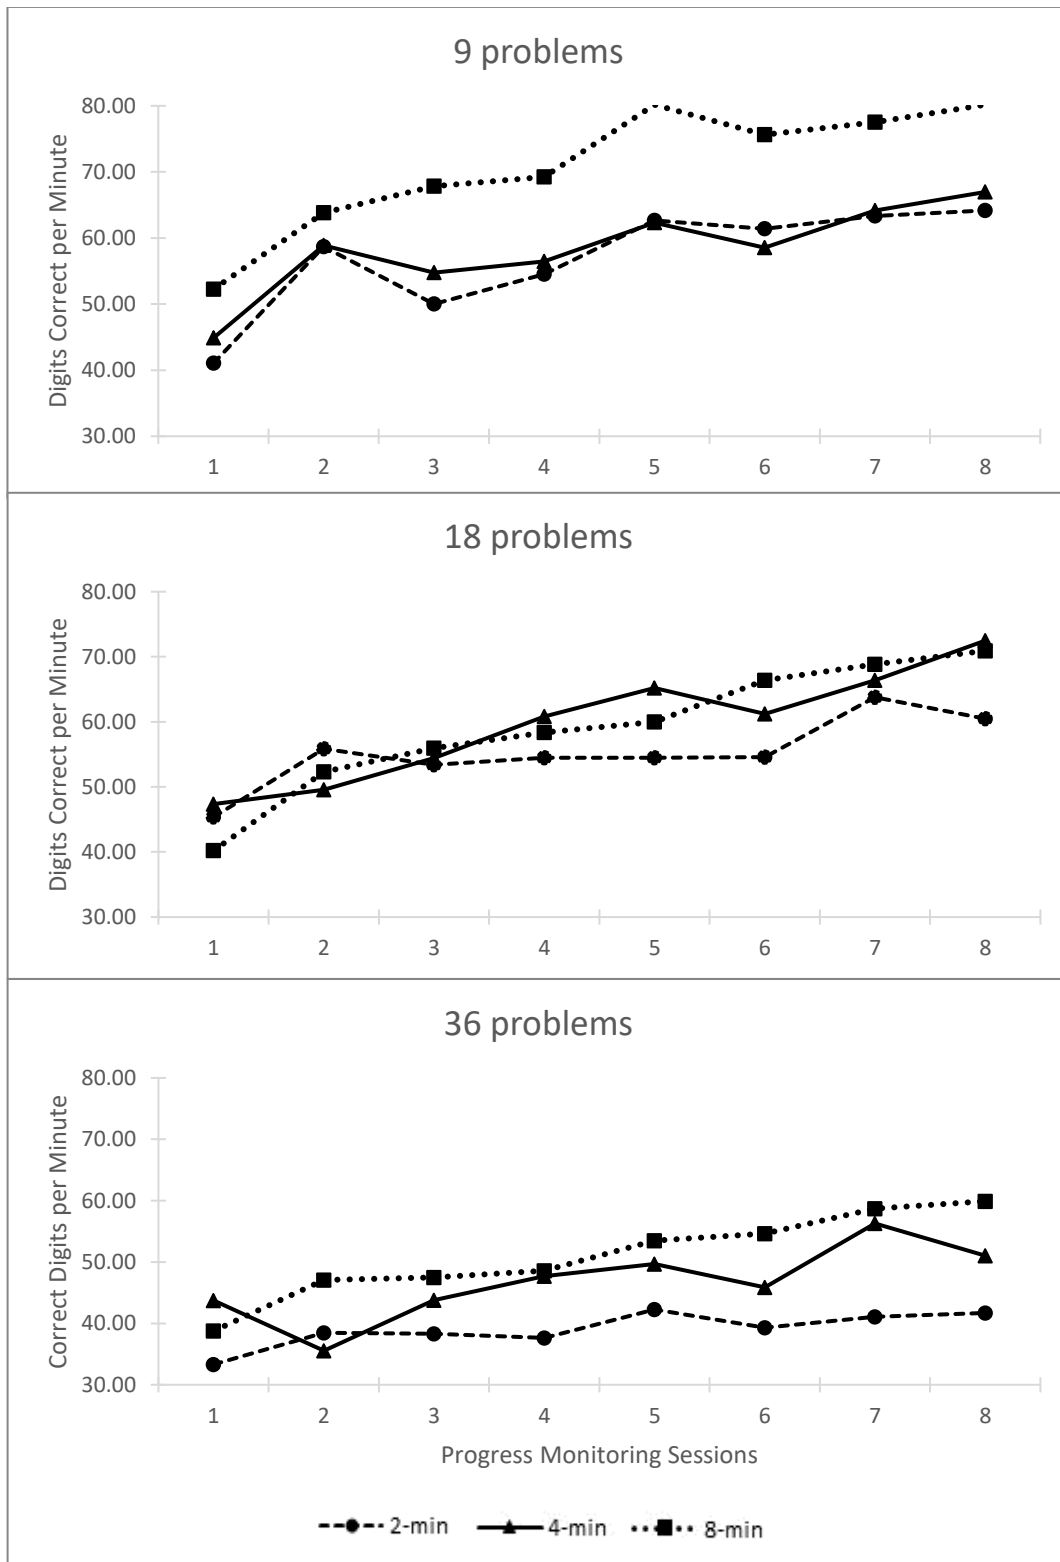 9 problems
Digits Correct per Minute
80.00
70.00
60.00
50.00
40.00
30.00
1 2 3 4 5 6 7 8
18 problems
Digits Correct per Minute
80.00
70.00
60.00
50.00
40.00
30.00
1 2 3 4 5 6 7 8
36 problems
Correct Digits per Minute
80.00
70.00
60.00
50.00
40.00
30.00
1 2 3 4 5 6 7 8
Progress Monitoring Sessions
2-min 4-min 8-min